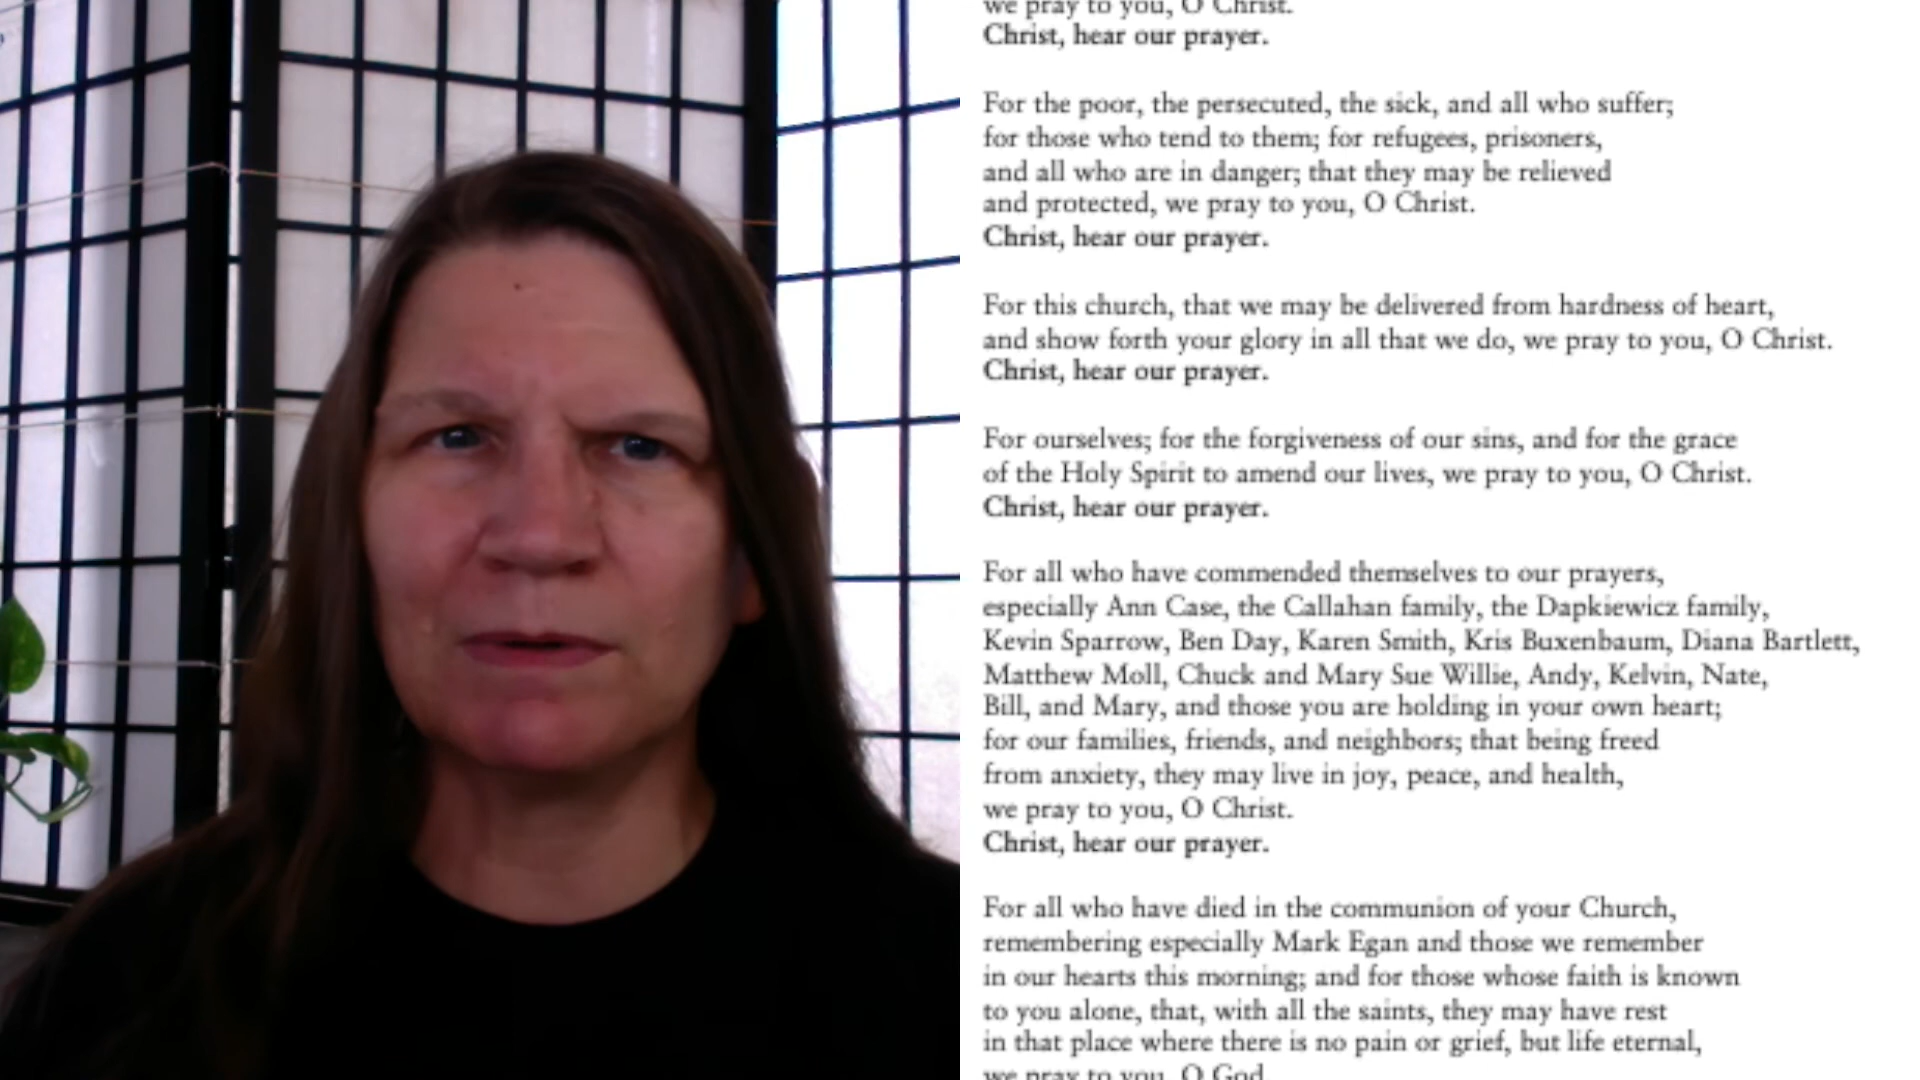 we pray to you, O Christ.
Christ, hear our prayer.
For the poor, the persecuted, the sick, and all who suffer;
for those who tend to them; for refugees, prisoners,
and all who are in danger; that they may be relieved
and protected, we pray to you, O Christ.
Christ, hear our prayer.
For this church, that we may be delivered from hardness of heart,
and show forth your glory in all that we do, we pray to you, O Christ.
Christ, hear our prayer.
For ourselves; for the forgiveness of our sins, and for the grace
of the Holy Spirit to amend our lives, we pray to you, O Christ.
Christ, hear our prayer.
For all who have commended themselves to our prayers,
especially Ann Case, the Callahan family, the Dapkiewicz family,
Kevin Sparrow, Ben Day, Karen Smith, Kris Buxenbaum, Diana Bartlett,
Matthew Moll, Chuck and Mary Sue Willie, Andy, Kelvin, Nate,
Bill, and Mary, and those you are holding in your own heart;
for our families, friends, and neighbors; that being freed
from anxiety, they may live in joy, peace, and health,
we pray to you, O Christ.
Christ, hear our prayer.
For all who have died in the communion of your Church,
remembering especially Mark Egan and those we remember
in our hearts this morning; and for those whose faith is known
to you alone, that, with all the saints, they may have rest
in that place where there is no pain or grief, but life eternal,
we pray to you, O God.